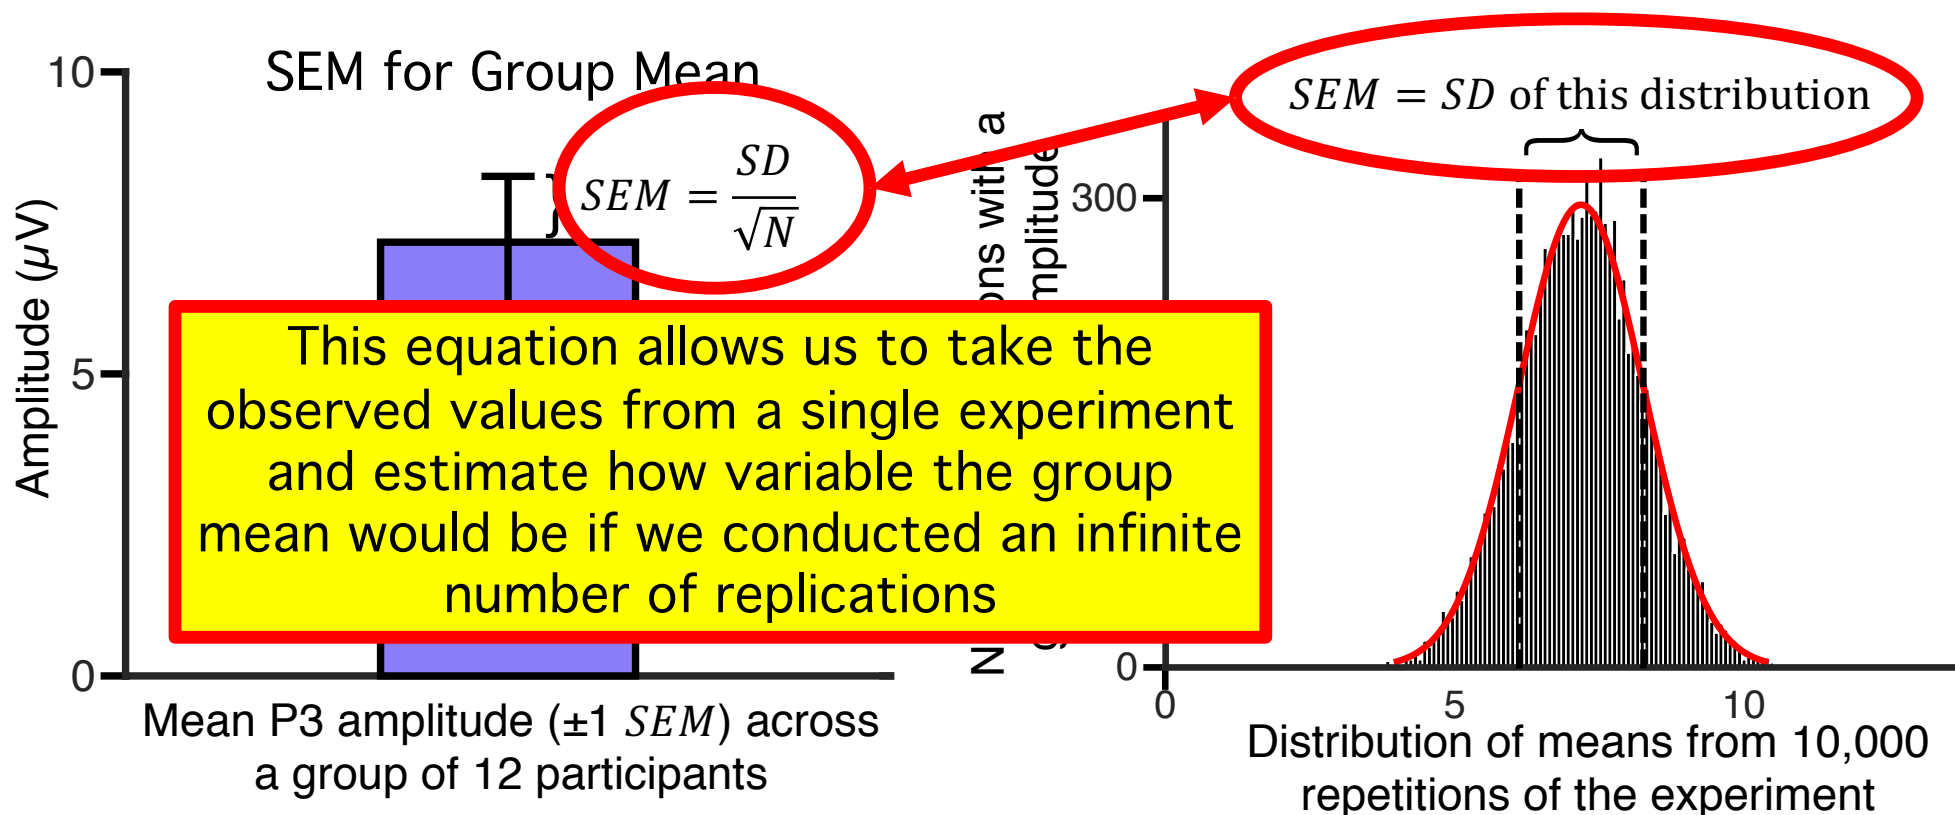 SEM for Group Mean
10
5
0
Amplitude (μV)
SEM = SD / √N
Mean P3 amplitude (±1 SEM) across
a group of 12 participants
This equation allows us to take the
observed values from a single experiment
and estimate how variable the group
mean would be if we conducted an infinite
number of replications
SEM = SD of this distribution
with a
300
0
0 5 10
Distribution of means from 10,000
repetitions of the experiment